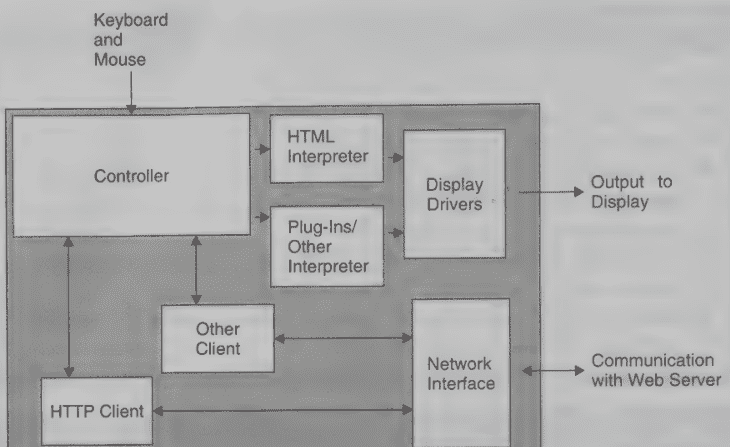 Keyboard
and
Mouse
Controller
HTML
Interpreter
Plug-Ins/
Other
Interpreter
Display
Drivers
Output to
Display
Other
Client
HTTP Client
Network
Interface
Communication
with Web Server